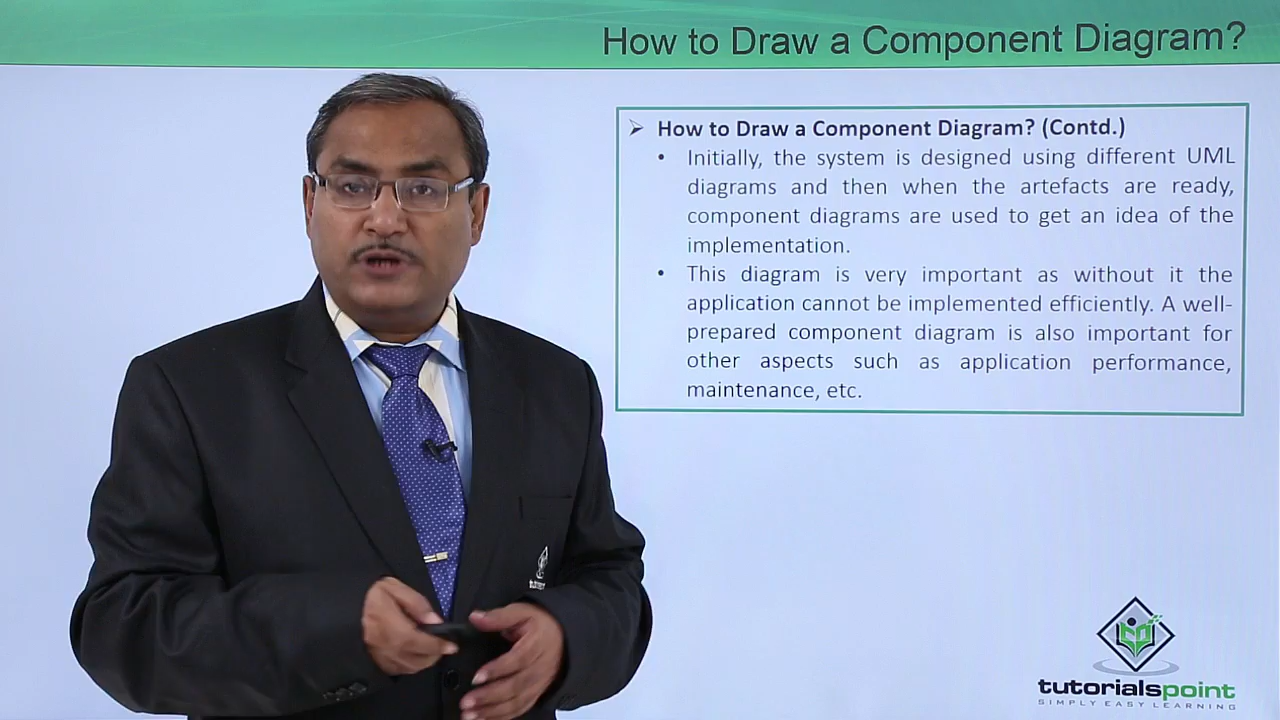 How to Draw a Component Diagram?
➢ How to Draw a Component Diagram? (Contd.)
• Initially, the system is designed using different UML
diagrams and then when the artefacts are ready,
component diagrams are used to get an idea of the
implementation.
• This diagram is very important as without it the
application cannot be implemented efficiently. A well-
prepared component diagram is also important for
other aspects such as application performance,
maintenance, etc.
tutorialspoint
SIMPLY EASY LEARNING